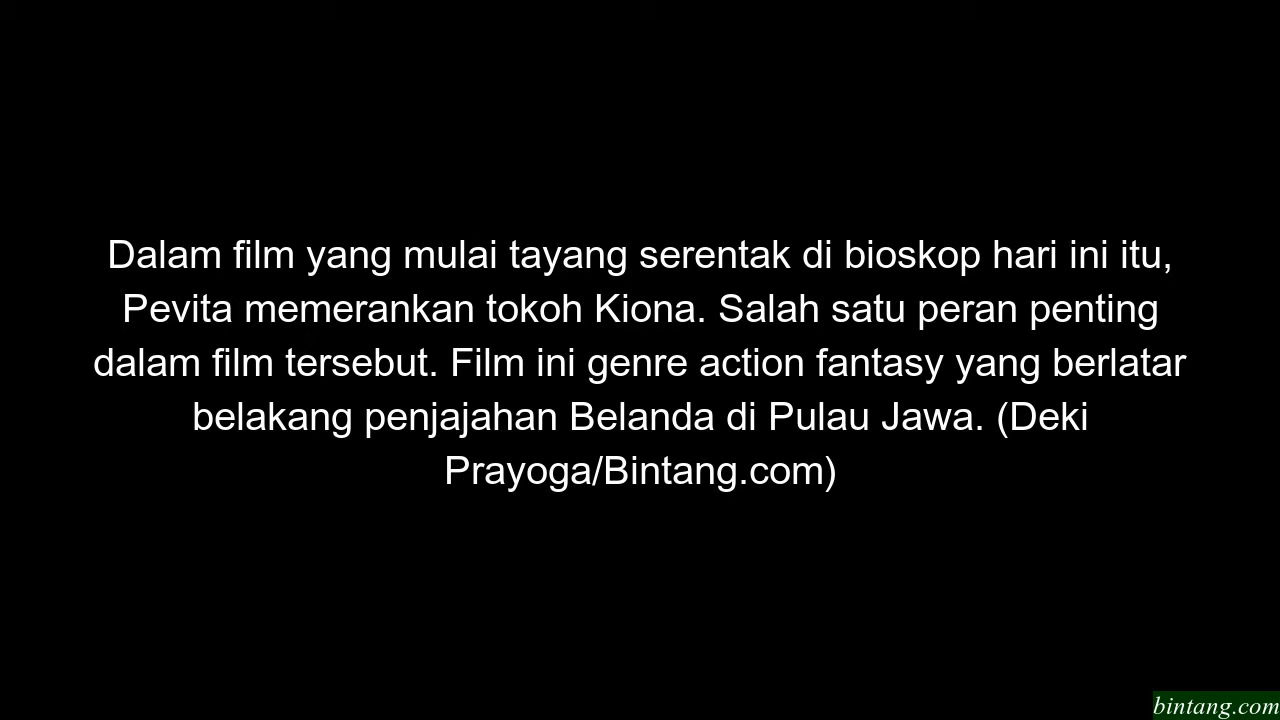 Dalam film yang mulai tayang serentak di bioskop hari ini itu,
Pevita memerankan tokoh Kiona. Salah satu peran penting
dalam film tersebut. Film ini genre action fantasy yang berlatar
belakang penjajahan Belanda di Pulau Jawa. (Deki
Prayoga/Bintang.com)
bintang.com